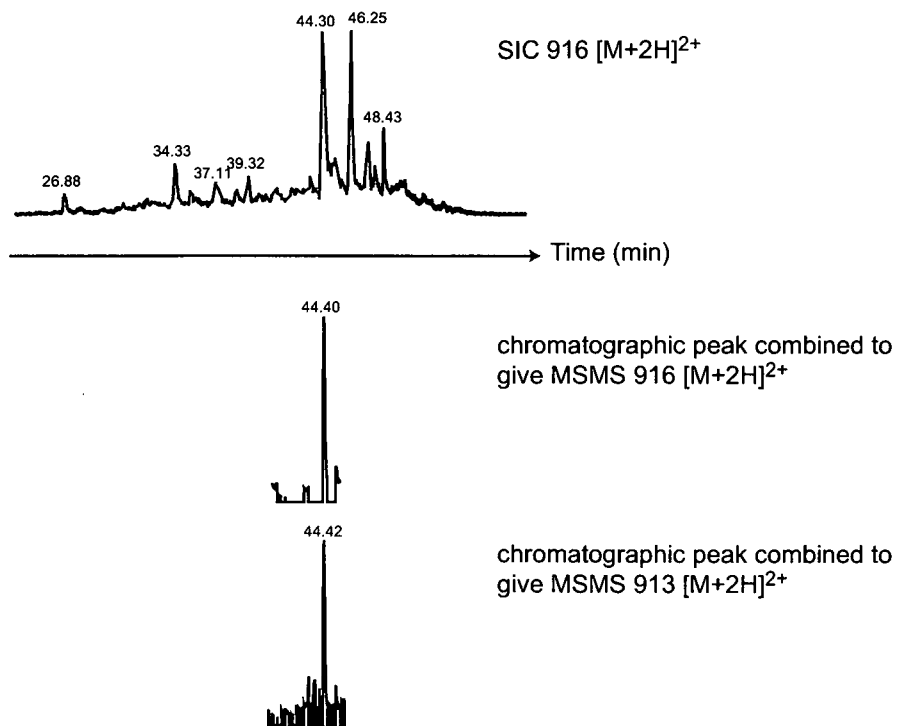 44.30
46.25
SIC 916 [M+2H]2+
48.43
34.33
37.11
39.32
26.88
Time (min)
44.40
chromatographic peak combined to
give MSMS 916 [M+2H]2+
44.42
chromatographic peak combined to
give MSMS 913 [M+2H]2+